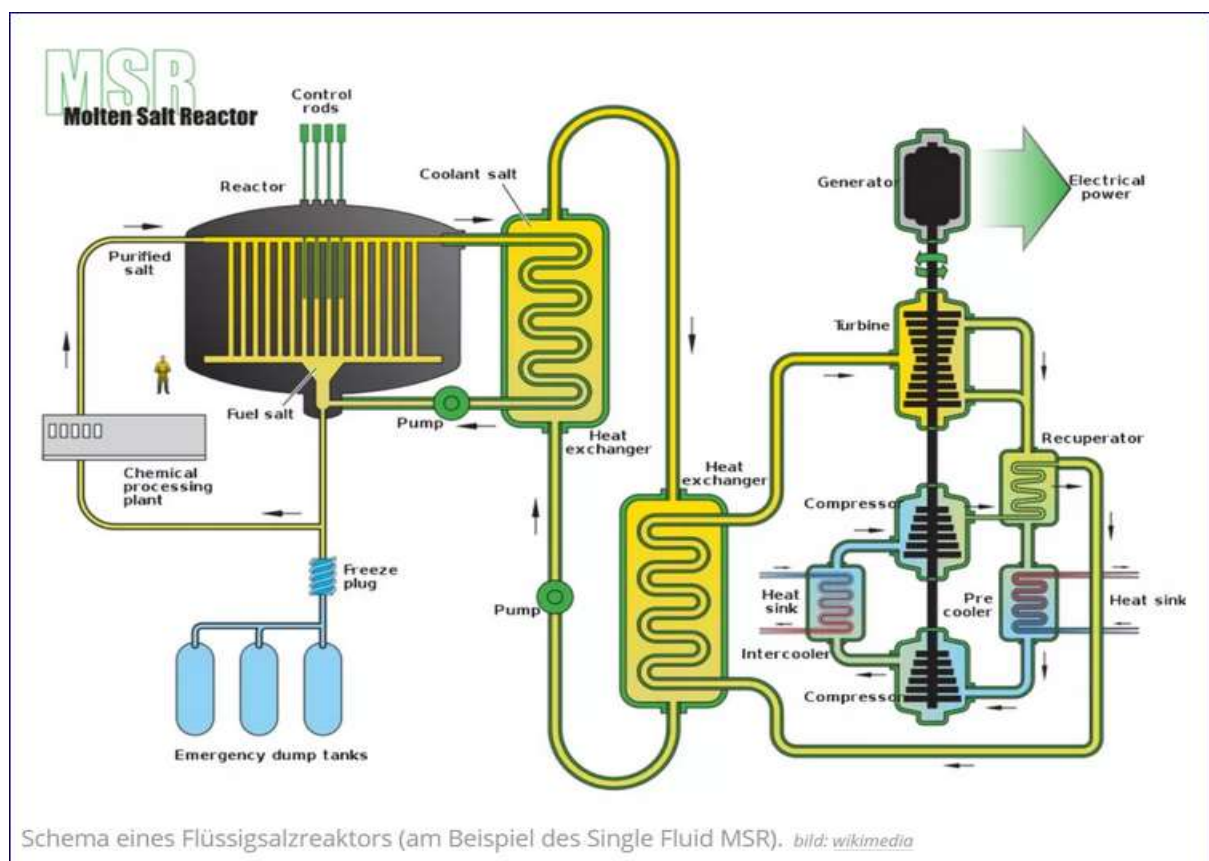 MSR
Molten Salt Reactor
Control
rods
Reactor
Coolant salt
Purified
salt
Fuel salt
Pump
Heat
exchanger
Chemical
processing
plant
Freeze
plug
Emergency dump tanks
Pump
Heat
exchanger
Generator
Electrical
power
Turbine
Recuperator
Compressor
Heat
sink
Pre
cooler
Heat sink
Intercooler
Compressor
Schema eines Flüssigsalzreaktors (am Beispiel des Single Fluid MSR). bild: wikimedia